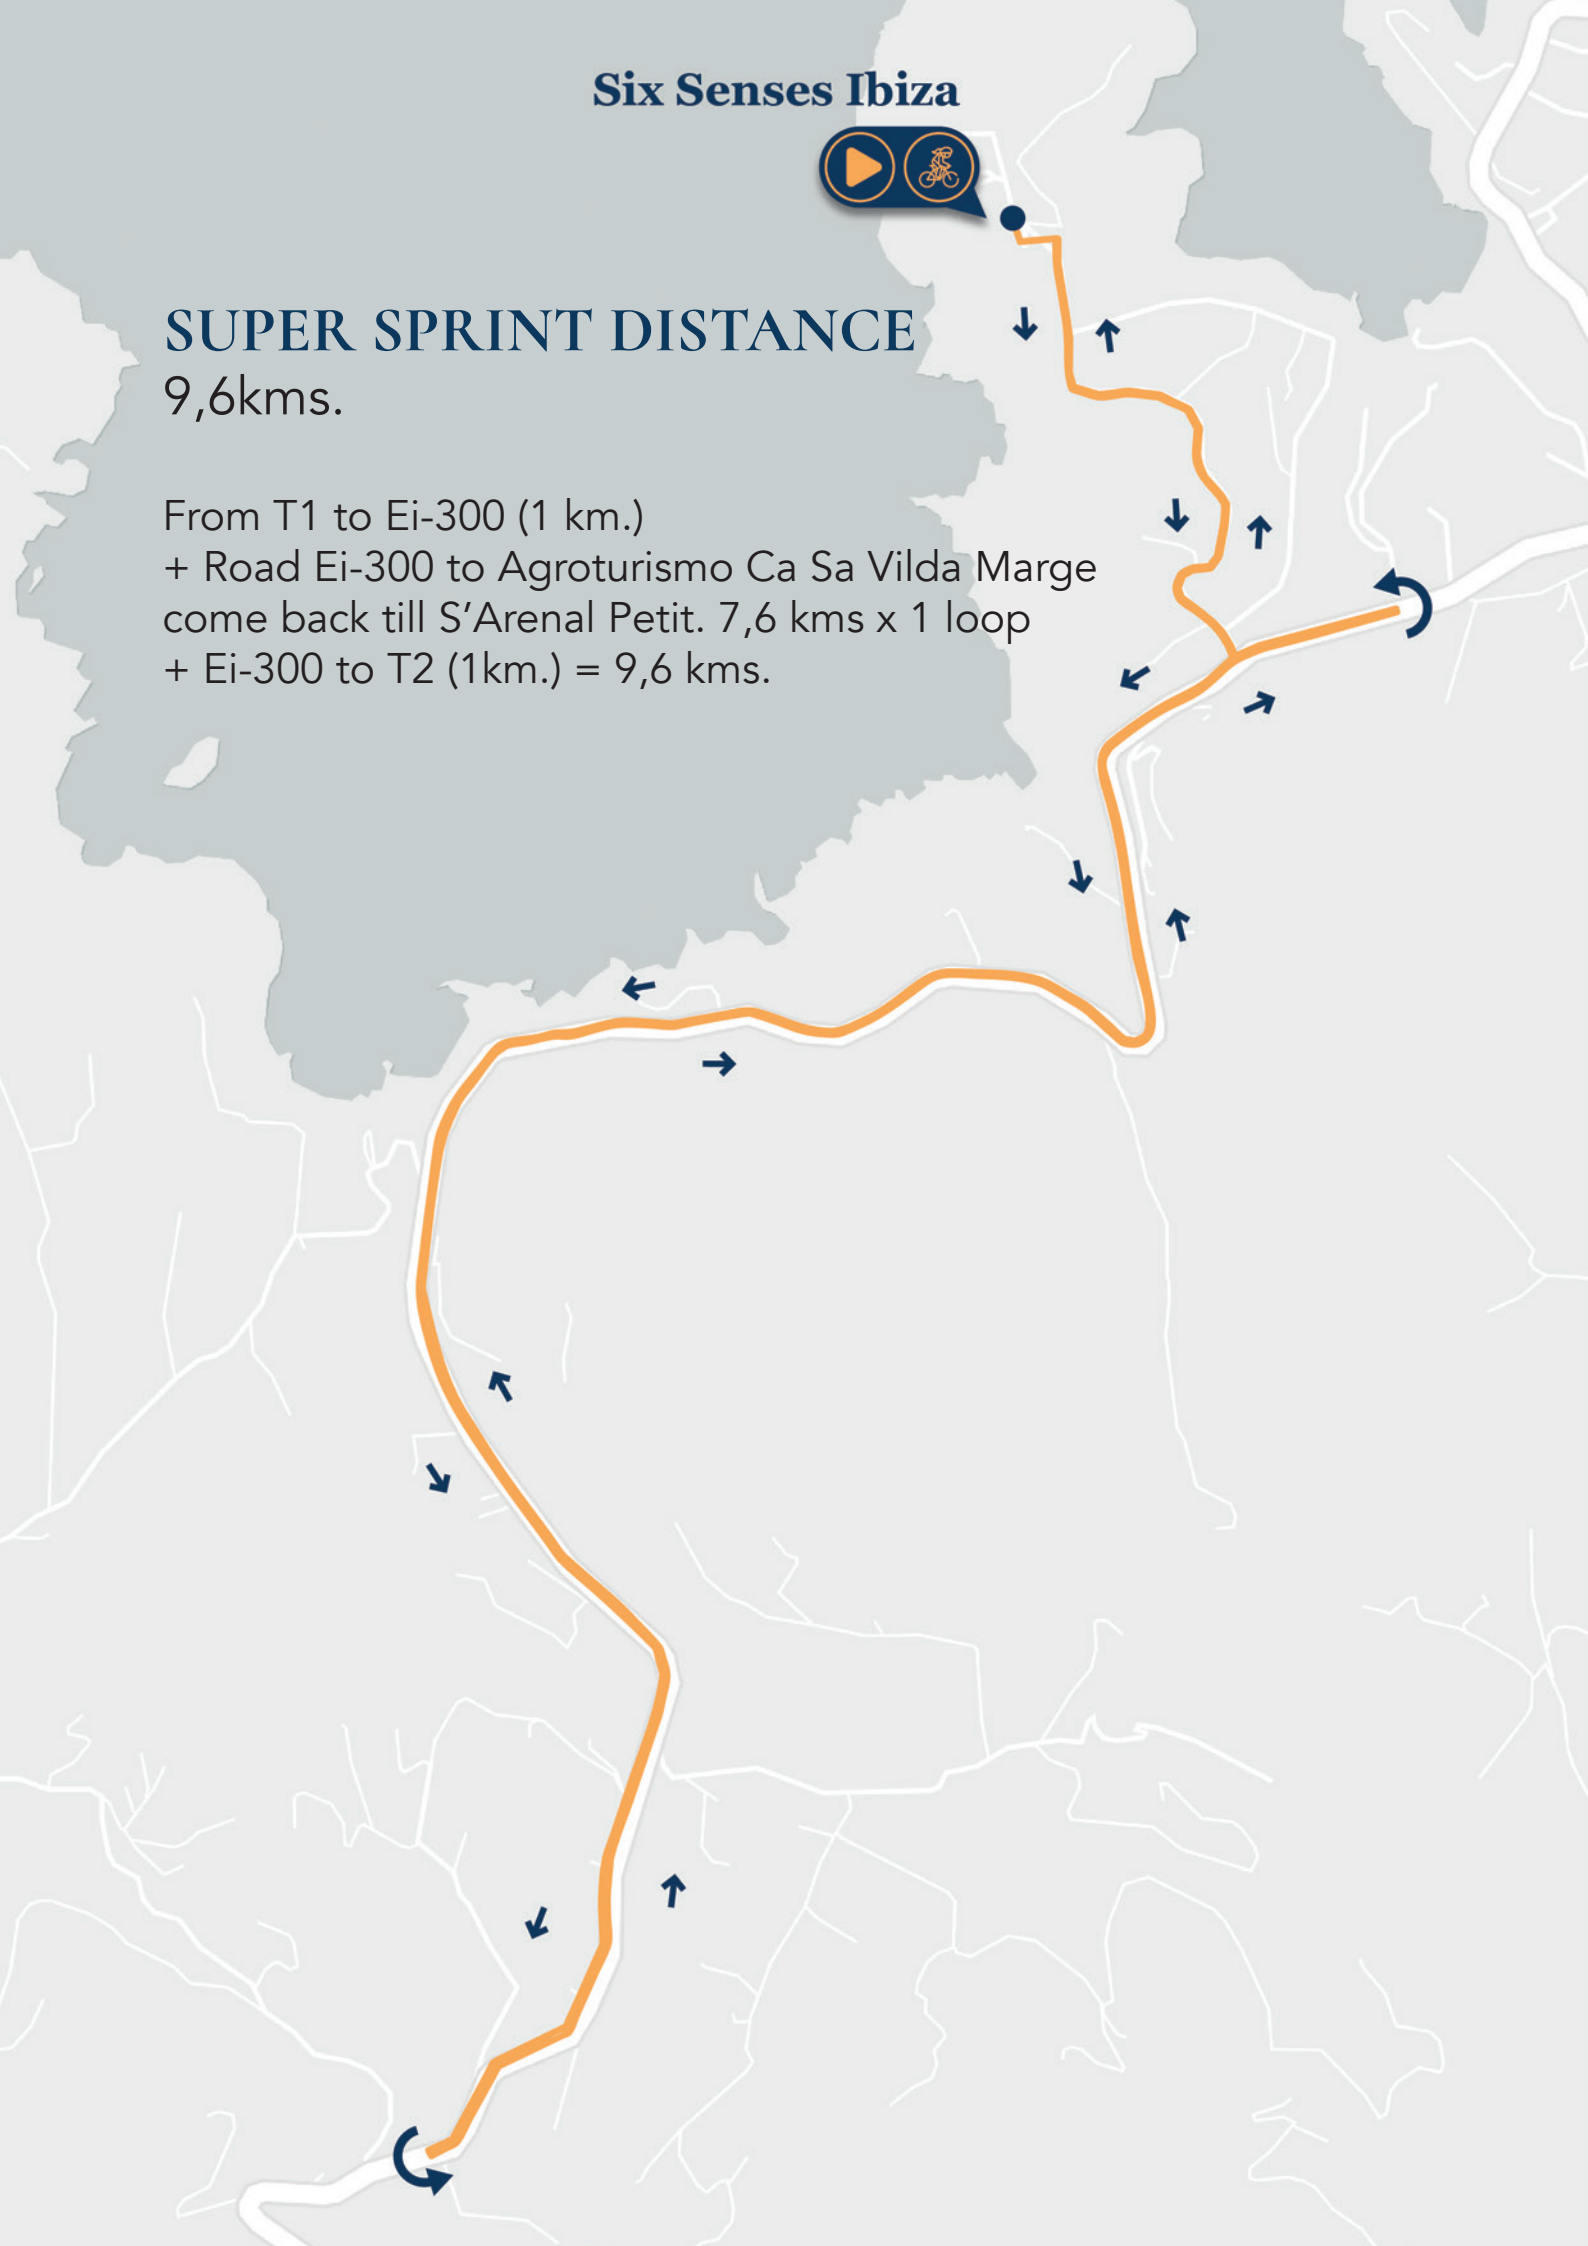 Six Senses Ibiza
SUPER SPRINT DISTANCE
9,6kms.
From T1 to Ei-300 (1 km.)
+ Road Ei-300 to Agroturismo Ca Sa Vilda Marge
come back till S’Arenal Petit. 7,6 kms x 1 loop
+ Ei-300 to T2 (1km.) = 9,6 kms.